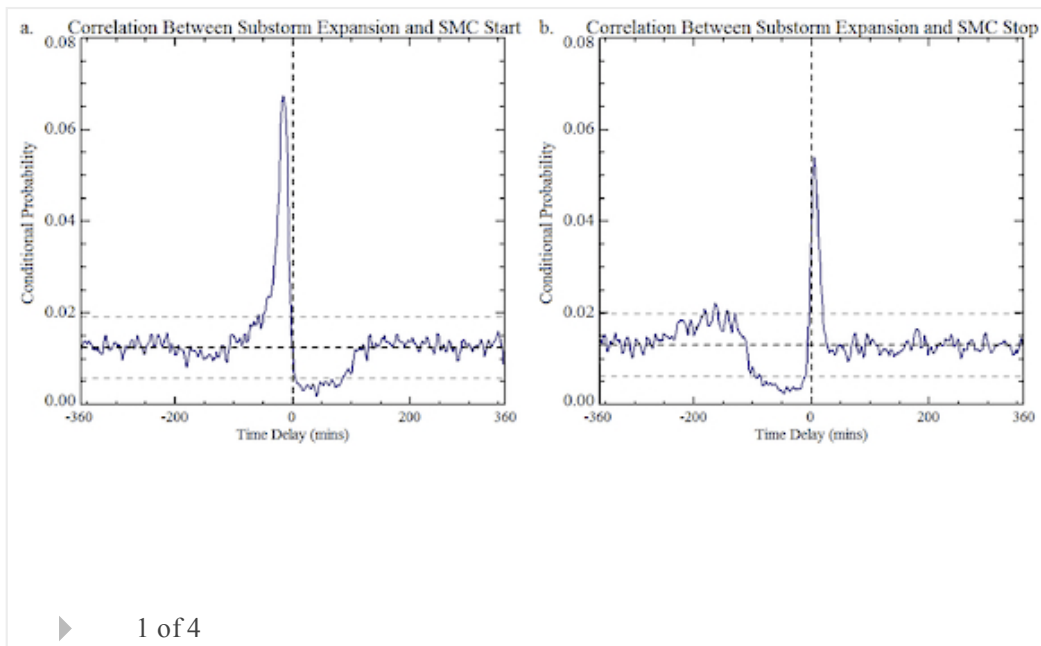 a. Correlation Between Substorm Expansion and SMC Start
0.08
0.06
0.04
0.02
0.00
Conditional Probability
-360 -200 0 200 360
Time Delay (mins)
b. Correlation Between Substorm Expansion and SMC Stop
0.08
0.06
0.04
0.02
0.00
Conditional Probability
-360 -200 0 200 360
Time Delay (mins)
1 of 4